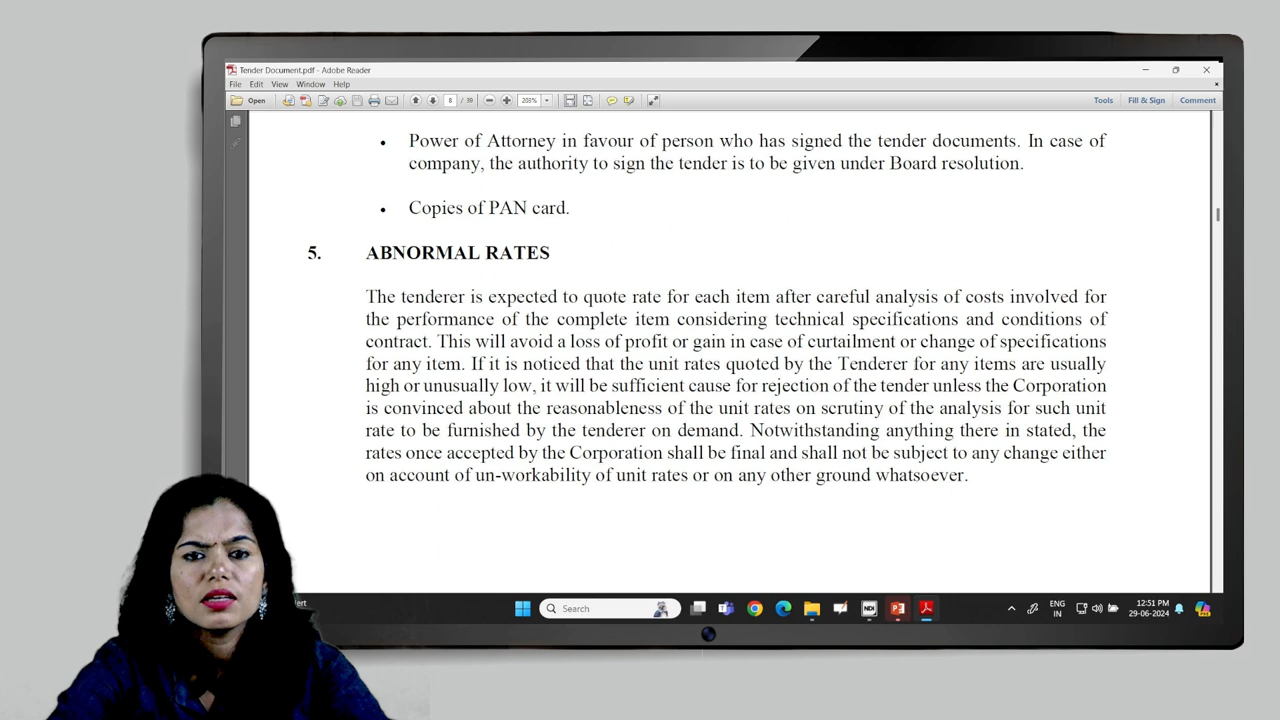 Tender Document.pdf - Adobe Reader
File Edit View Window Help
Open 8 / 39 208% Tools Fill & Sign Comment
• Power of Attorney in favour of person who has signed the tender documents. In case of
company, the authority to sign the tender is to be given under Board resolution.
• Copies of PAN card.
5. ABNORMAL RATES
The tenderer is expected to quote rate for each item after careful analysis of costs involved for
the performance of the complete item considering technical specifications and conditions of
contract. This will avoid a loss of profit or gain in case of curtailment or change of specifications
for any item. If it is noticed that the unit rates quoted by the Tenderer for any items are usually
high or unusually low, it will be sufficient cause for rejection of the tender unless the Corporation
is convinced about the reasonableness of the unit rates on scrutiny of the analysis for such unit
rate to be furnished by the tenderer on demand. Notwithstanding anything there in stated, the
rates once accepted by the Corporation shall be final and shall not be subject to any change either
on account of un-workability of unit rates or on any other ground whatsoever.
Search
ENG
IN
12:51 PM
29-06-2024